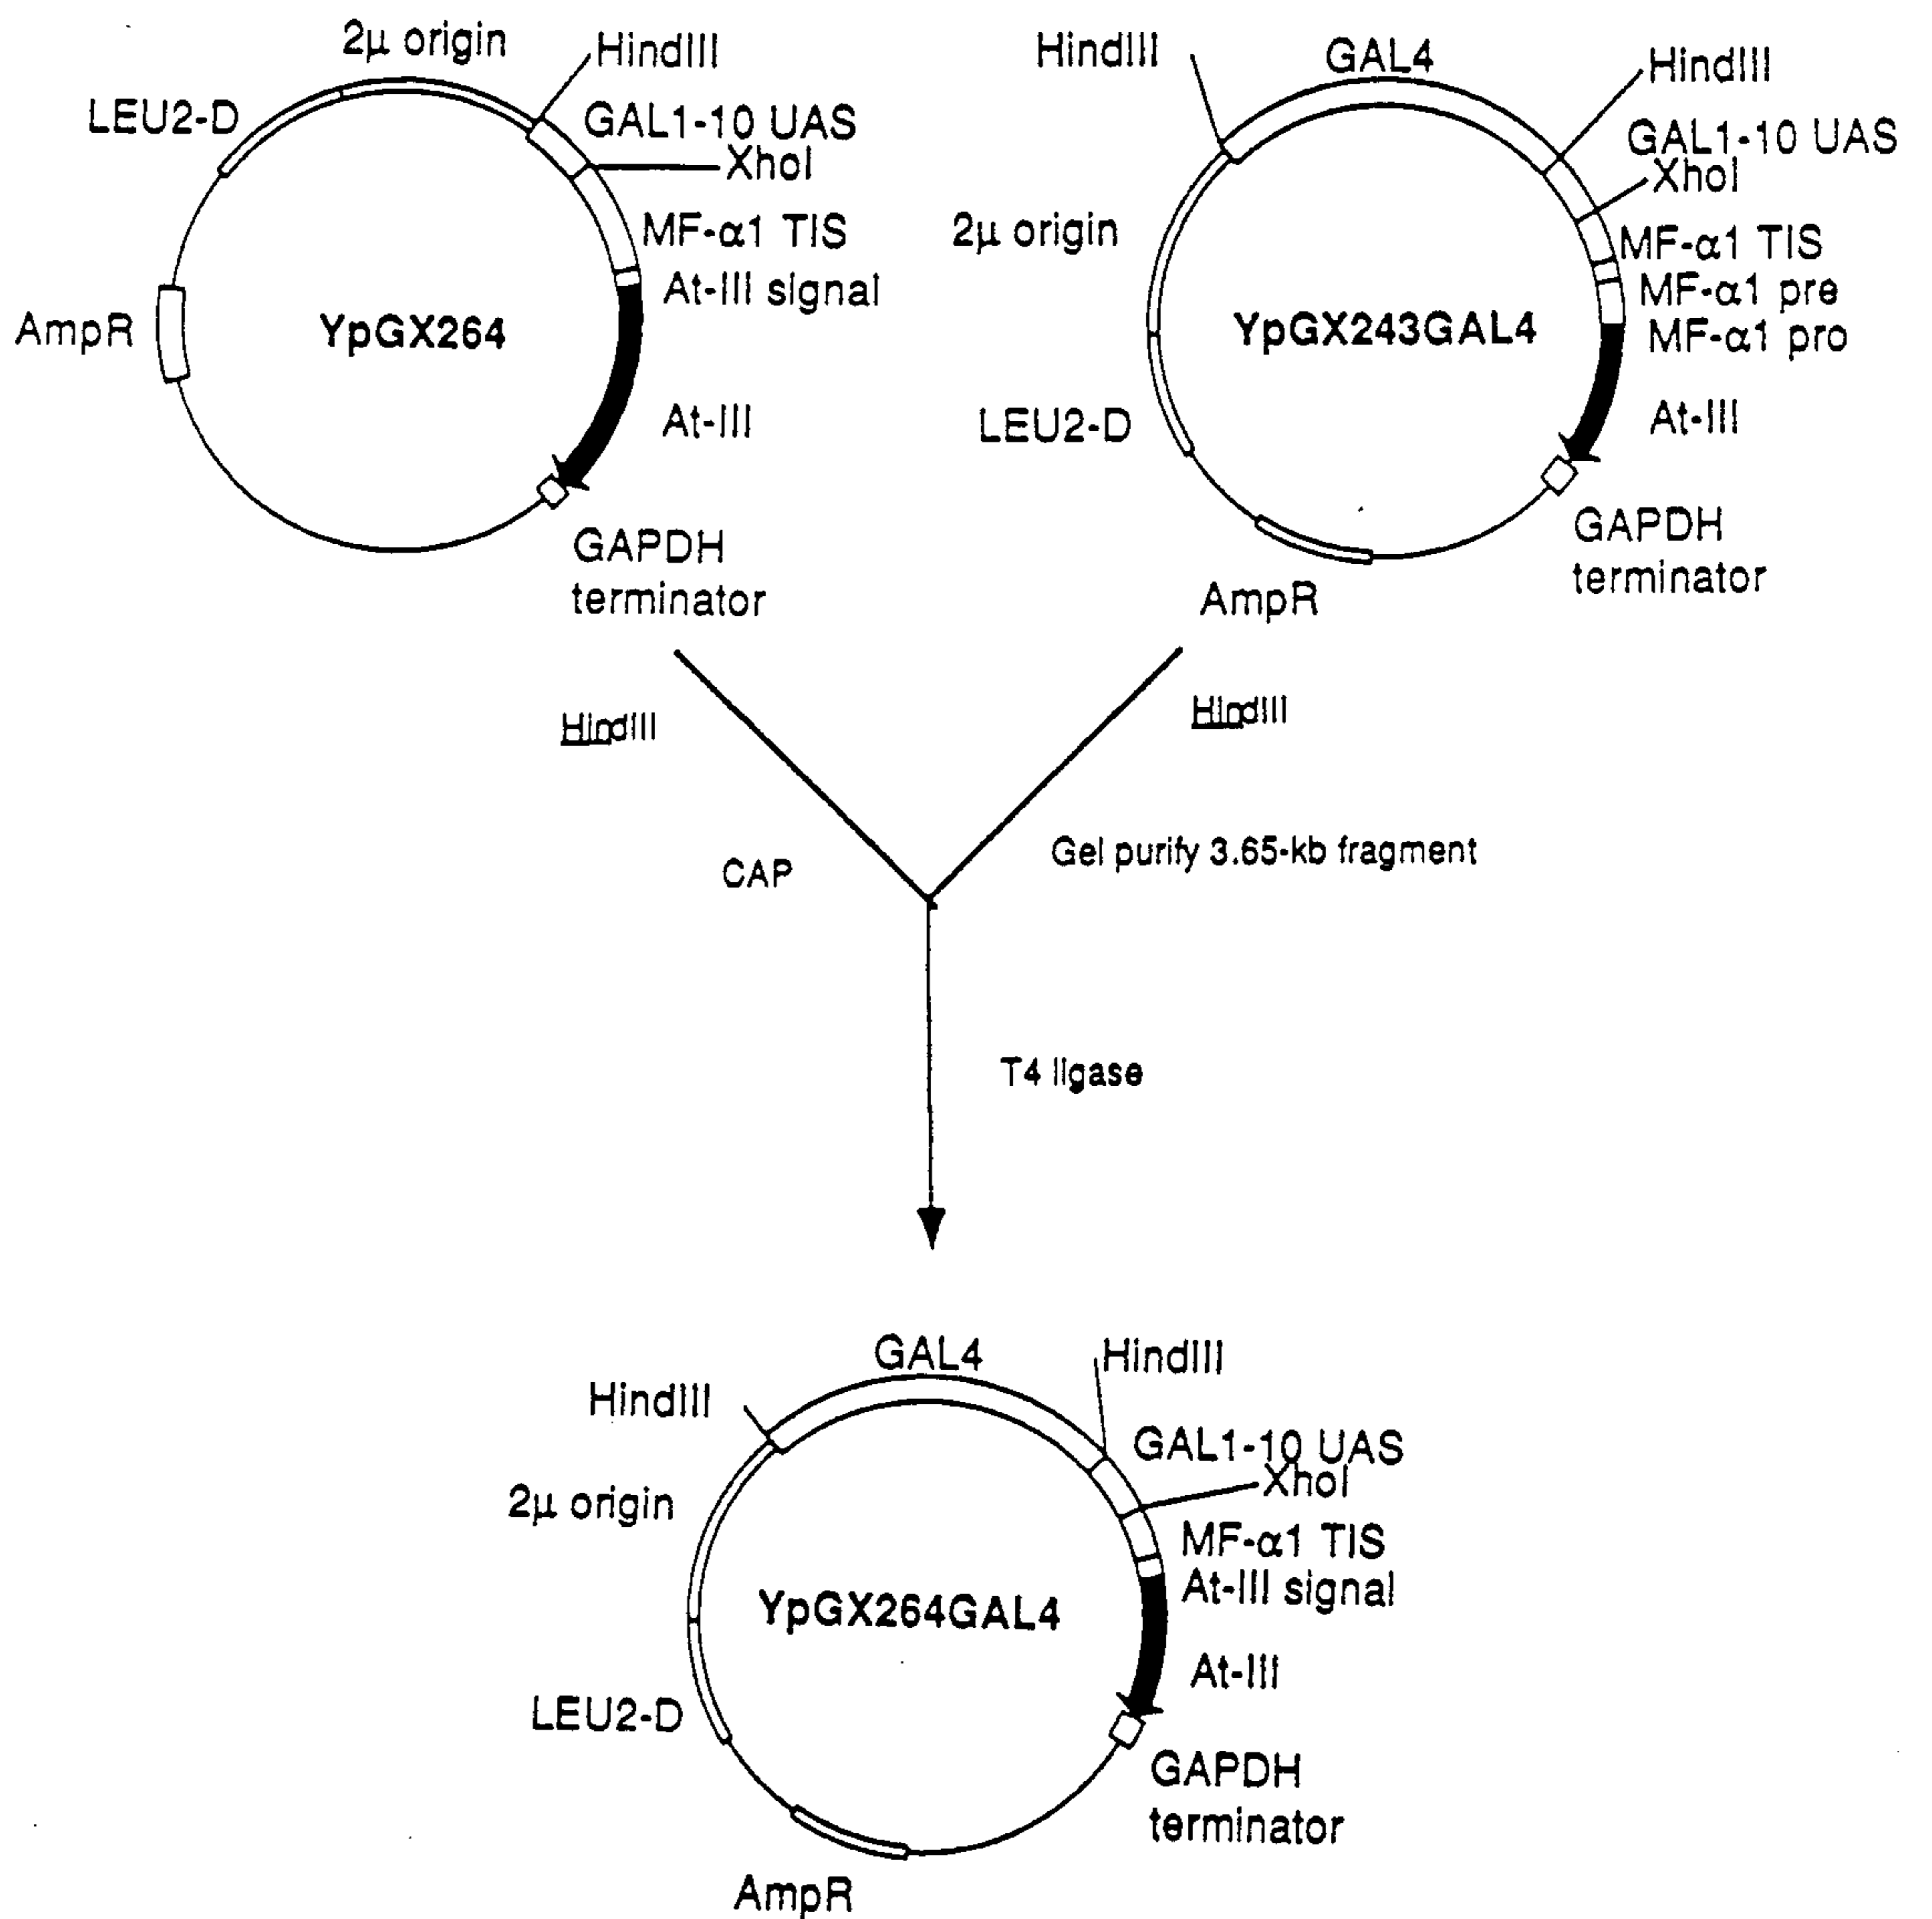 2μ origin
HindIII
LEU2-D
GAL1-10 UAS
XhoI
MF-α1 TIS
At-III signal
AmpR
YpGX264
At-III
GAPDH
terminator
HindIII
GAL4
HindIII
GAL1-10 UAS
XhoI
2μ origin
MF-α1 TIS
MF-α1 pre
MF-α1 pro
YpGX243GAL4
LEU2-D
At-III
GAPDH
terminator
AmpR
HindIII
HindIII
CAP
Gel purify 3.65-kb fragment
T4 ligase
GAL4
HindIII
HindIII
GAL1-10 UAS
XhoI
2μ origin
MF-α1 TIS
At-III signal
YpGX264GAL4
At-III
LEU2-D
GAPDH
terminator
AmpR